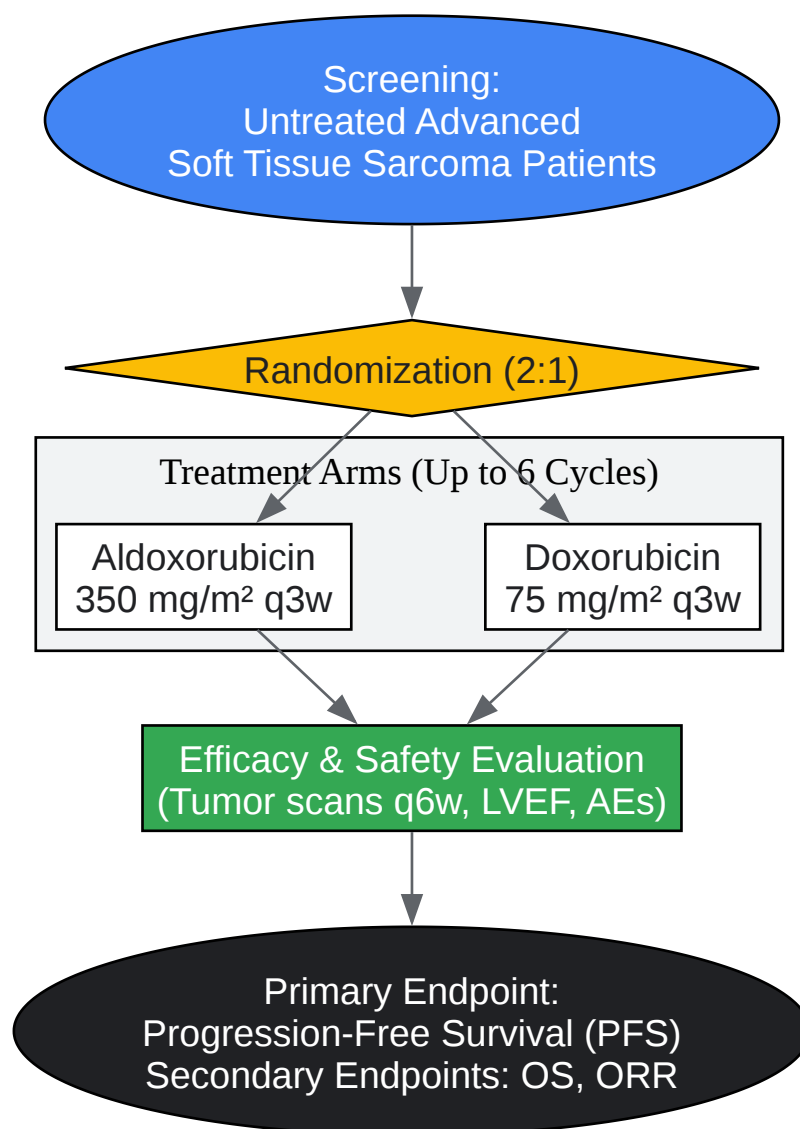 Screening:
Untreated Advanced
Soft Tissue Sarcoma Patients
Randomization (2:1)
Treatment Arms (Up to 6 Cycles)
Aldoxorubicin
350 mg/m² q3w
Doxorubicin
75 mg/m² q3w
Efficacy & Safety Evaluation
(Tumor scans q6w, LVEF, AEs)
Primary Endpoint:
Progression-Free Survival (PFS)
Secondary Endpoints: OS, ORR